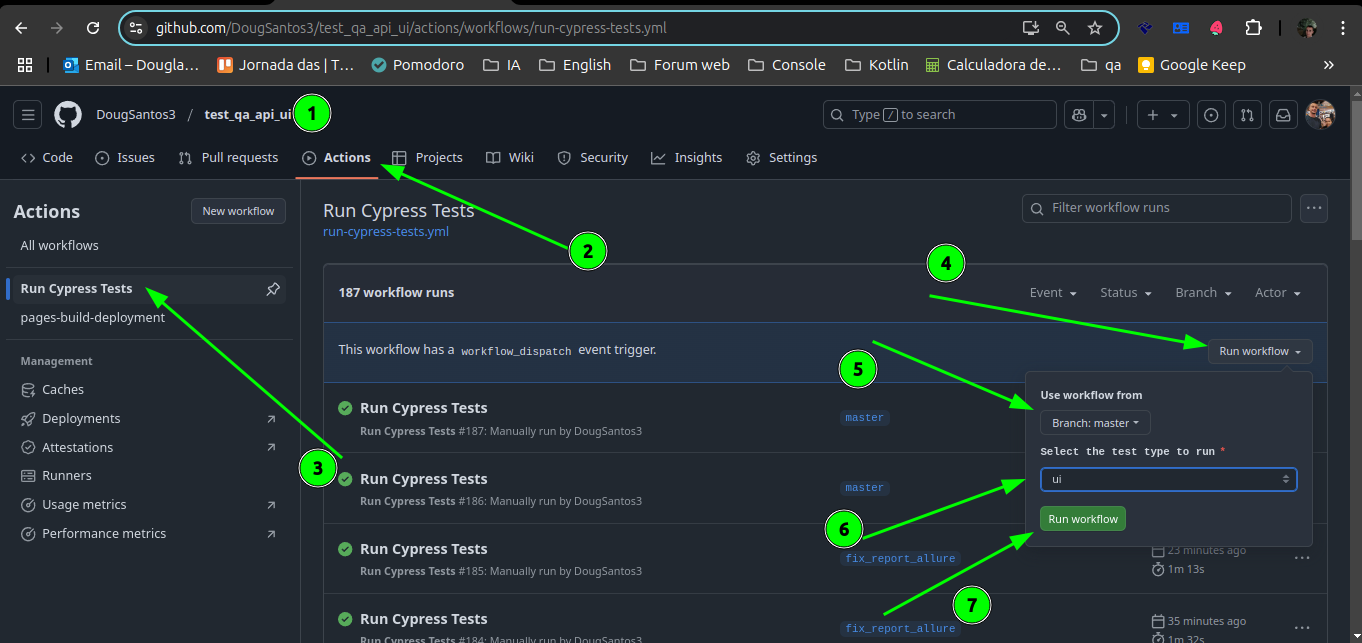 github.com/DougSantos3/test_qa_api_ui/actions/workflows/run-cypress-tests.yml
Email – Dougla... Jornada das | T... Pomodoro IA English Forum web Console Kotlin Calculadora de... qa Google Keep »
DougSantos3 / test_qa_api_ui 1 Type / to search
Code Issues Pull requests Actions Projects Wiki Security Insights Settings
Actions New workflow
All workflows
Run Cypress Tests
pages-build-deployment
Management
Caches
Deployments
Attestations
Runners
Usage metrics
Performance metrics
3
Run Cypress Tests
run-cypress-tests.yml
Filter workflow runs
2
4
187 workflow runs Event Status Branch Actor
This workflow has a workflow_dispatch event trigger. Run workflow
5
Run Cypress Tests master
Run Cypress Tests #187: Manually run by DougSantos3
Run Cypress Tests master
Run Cypress Tests #186: Manually run by DougSantos3
6
Run Cypress Tests fix_report_allure 23 minutes ago
Run Cypress Tests #185: Manually run by DougSantos3 1m 13s
7
Run Cypress Tests fix_report_allure 35 minutes ago
Run Cypress Tests #184: Manually run by DougSantos3 1m 32s
Use workflow from
Branch: master
Select the test type to run *
ui
Run workflow